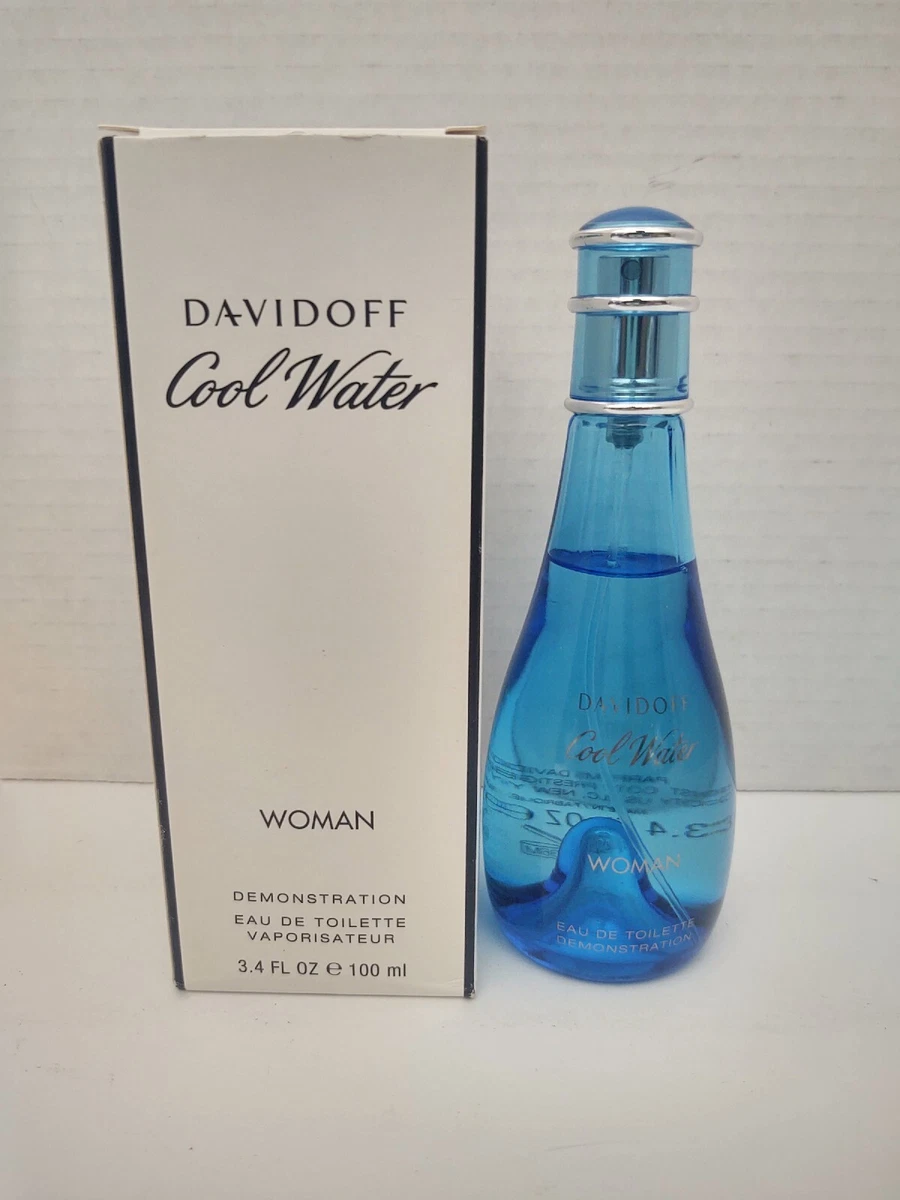 DAVIDOFF
Cool Water
WOMAN
DEMONSTRATION
EAU DE TOILETTE
VAPORISATEUR
3.4 FL OZ e 100 ml
DAVIDOFF
Cool Water
WOMAN
EAU DE TOILETTE
DEMONSTRATION